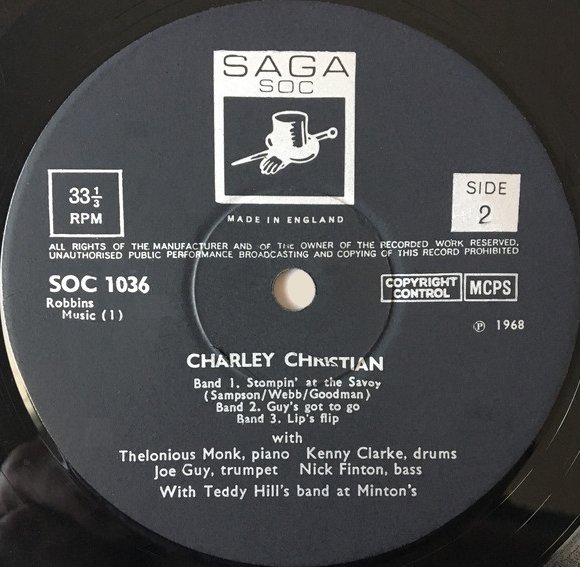 SAGA
SOC
33⅓
RPM
SIDE
2
MADE IN ENGLAND
ALL RIGHTS OF THE MANUFACTURER AND OF THE OWNER OF THE RECORDED WORK RESERVED.
UNAUTHORISED PUBLIC PERFORMANCE BROADCASTING AND COPYING OF THIS RECORD PROHIBITED
SOC 1036
COPYRIGHT
CONTROL
MCPS
Robbins
Music (1)
℗ 1968
CHARLEY CHRISTIAN
Band 1. Stompin' at the Savoy
(Sampson/Webb/Goodman)
Band 2. Guy's got to go
Band 3. Lip's flip
with
Thelonious Monk, piano Kenny Clarke, drums
Joe Guy, trumpet Nick Finton, bass
With Teddy Hill's band at Minton's